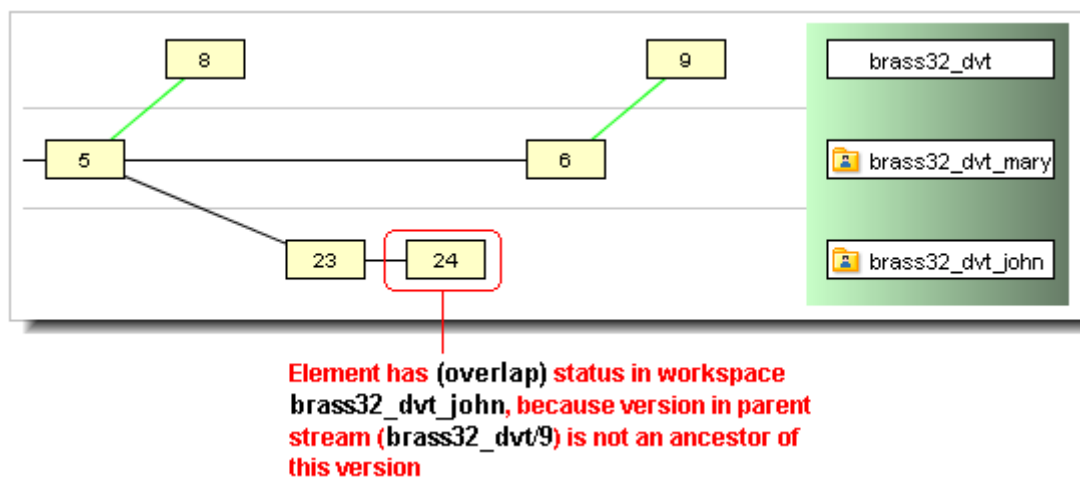 8 9 brass32_dvt
5 6 brass32_dvt_mary
23 24 brass32_dvt_john
Element has (overlap) status in workspace
brass32_dvt_john, because version in parent
stream (brass32_dvt/9) is not an ancestor of
this version